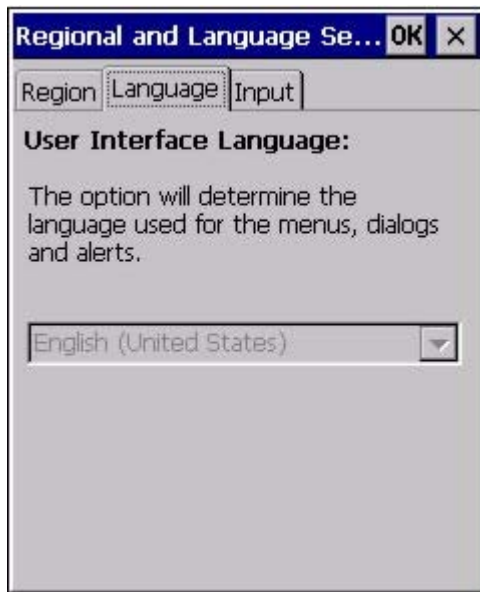 Regional and Language Se... OK ×
Region Language Input
User Interface Language:
The option will determine the
language used for the menus, dialogs
and alerts.
English (United States)